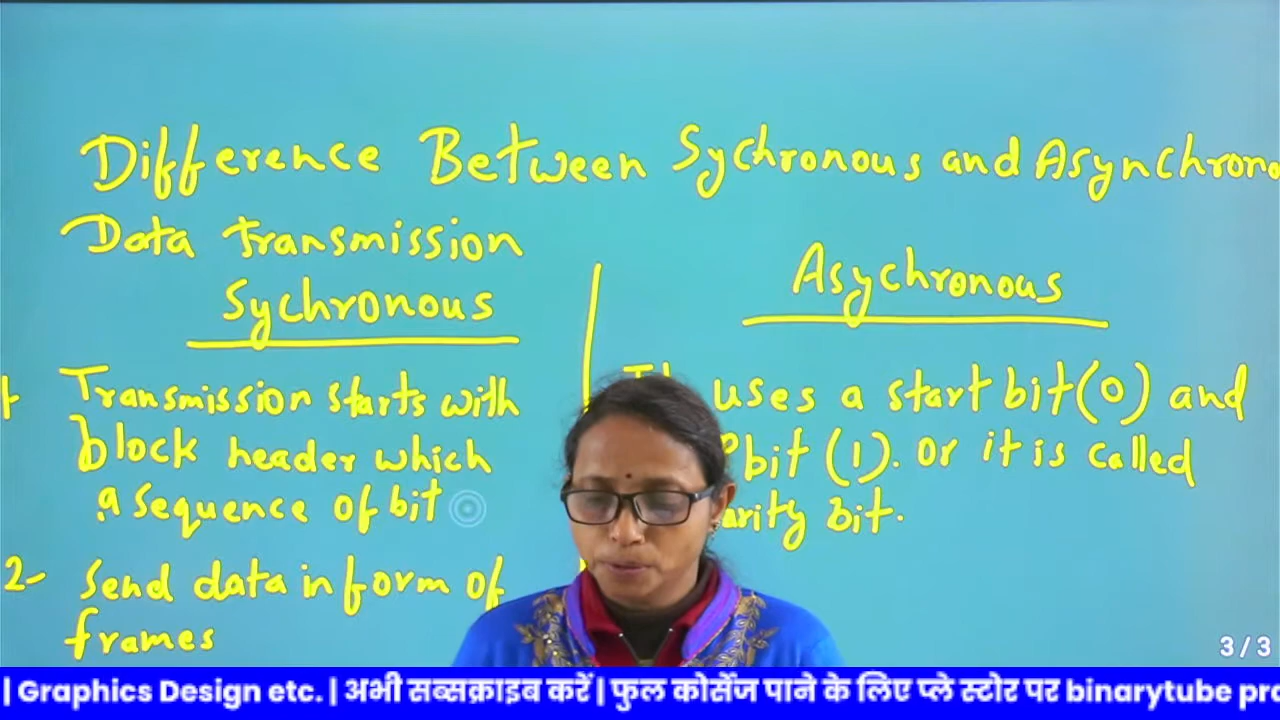 Difference Between Sychronous and Asynchrono
Data transmission
Sychronous
Asychronous
1 Transmission starts with
block header which
a sequence of bit
2- Send data in form of
frames
uses a start bit (0) and
bit (1). or it is called
arity bit.
3 / 3
| Graphics Design etc. | अभी सब्सक्राइब करें | फुल कोर्सेज पाने के लिए प्ले स्टोर पर binarytube pro